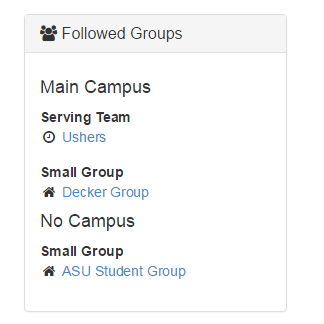 Followed Groups
Main Campus
Serving Team
Ushers
Small Group
Decker Group
No Campus
Small Group
ASU Student Group